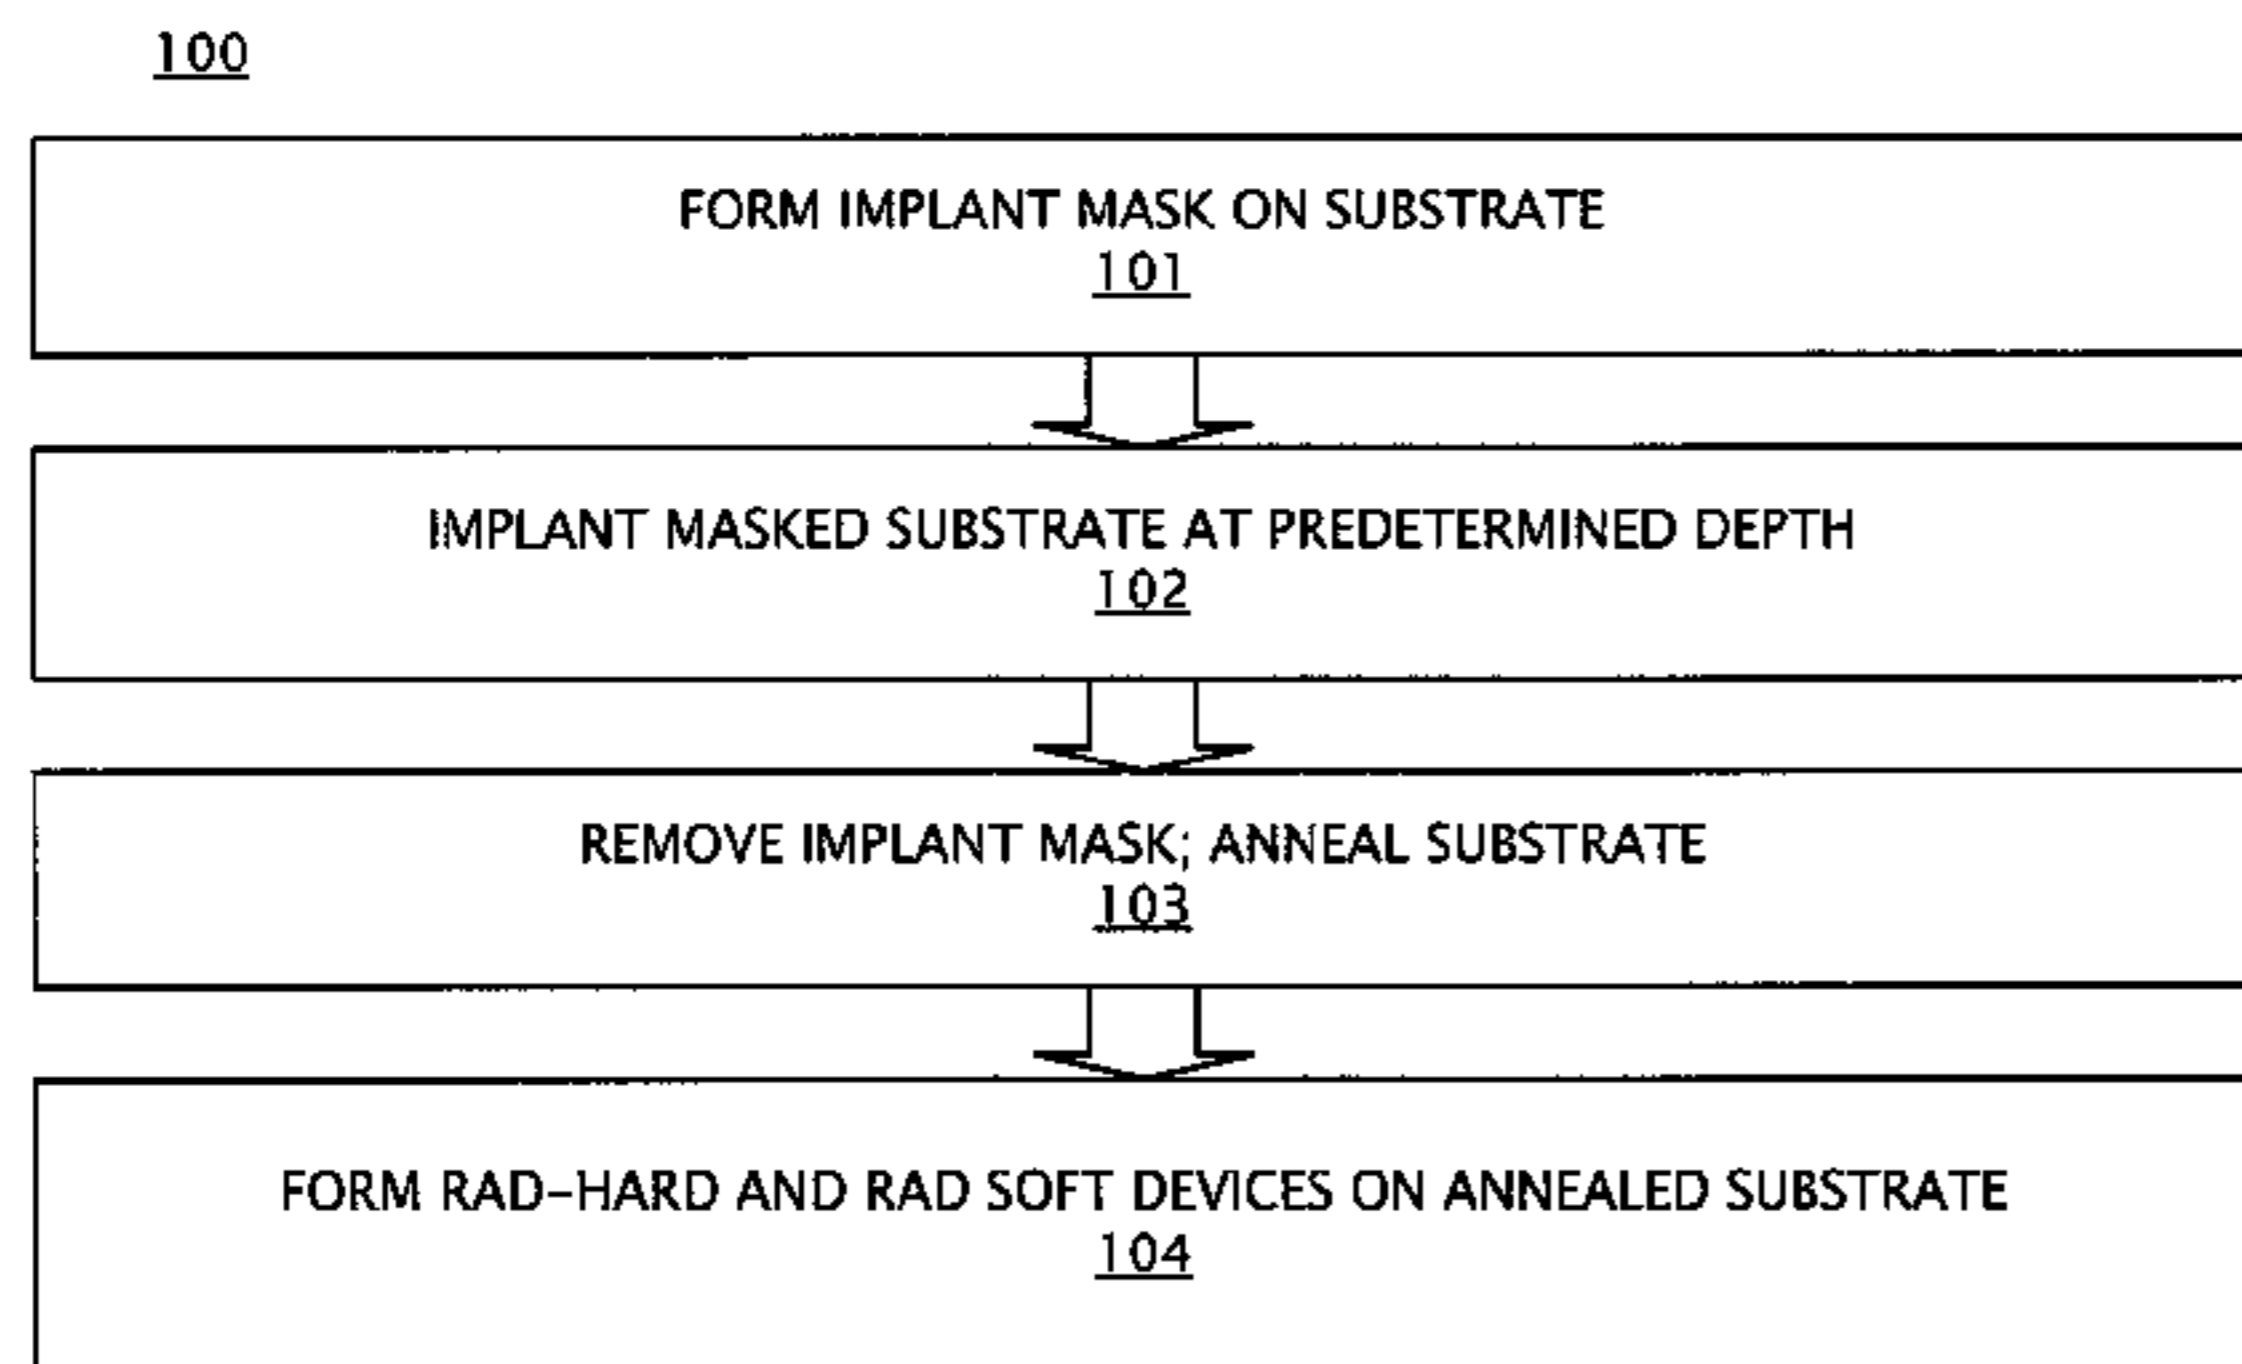 100
FORM IMPLANT MASK ON SUBSTRATE
101
IMPLANT MASKED SUBSTRATE AT PREDETERMINED DEPTH
102
REMOVE IMPLANT MASK; ANNEAL SUBSTRATE
103
FORM RAD-HARD AND RAD SOFT DEVICES ON ANNEALED SUBSTRATE
104